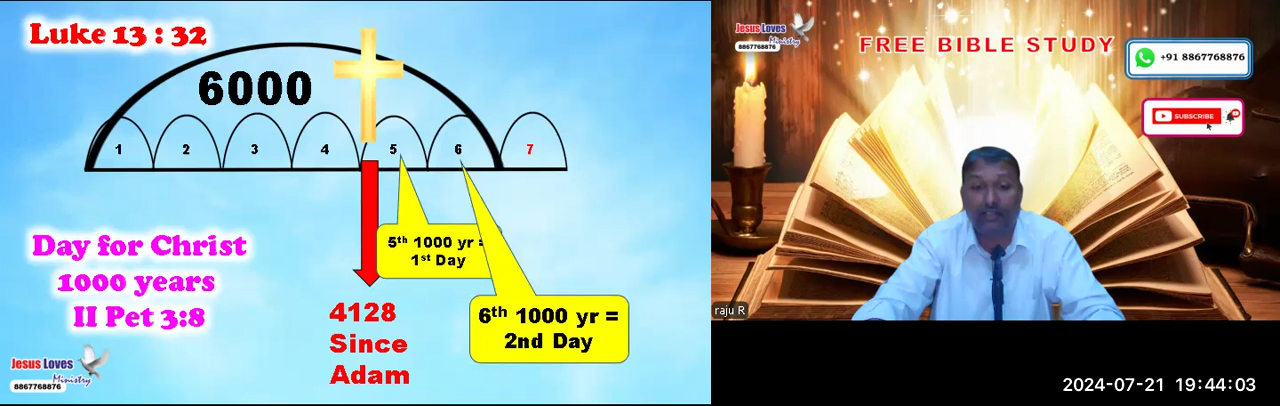 Luke 13 : 32
6000
1
2
3
4
5
6
7
Day for Christ
1000 years
II Pet 3:8
5th 1000 yr =
1st Day
6th 1000 yr =
2nd Day
4128
Since
Adam
Jesus Loves
Ministry
8867768876
Jesus Loves
Ministry
8867768876
FREE BIBLE STUDY
+91 8867768876
SUBSCRIBE
raju R
2024-07-21 19:44:03